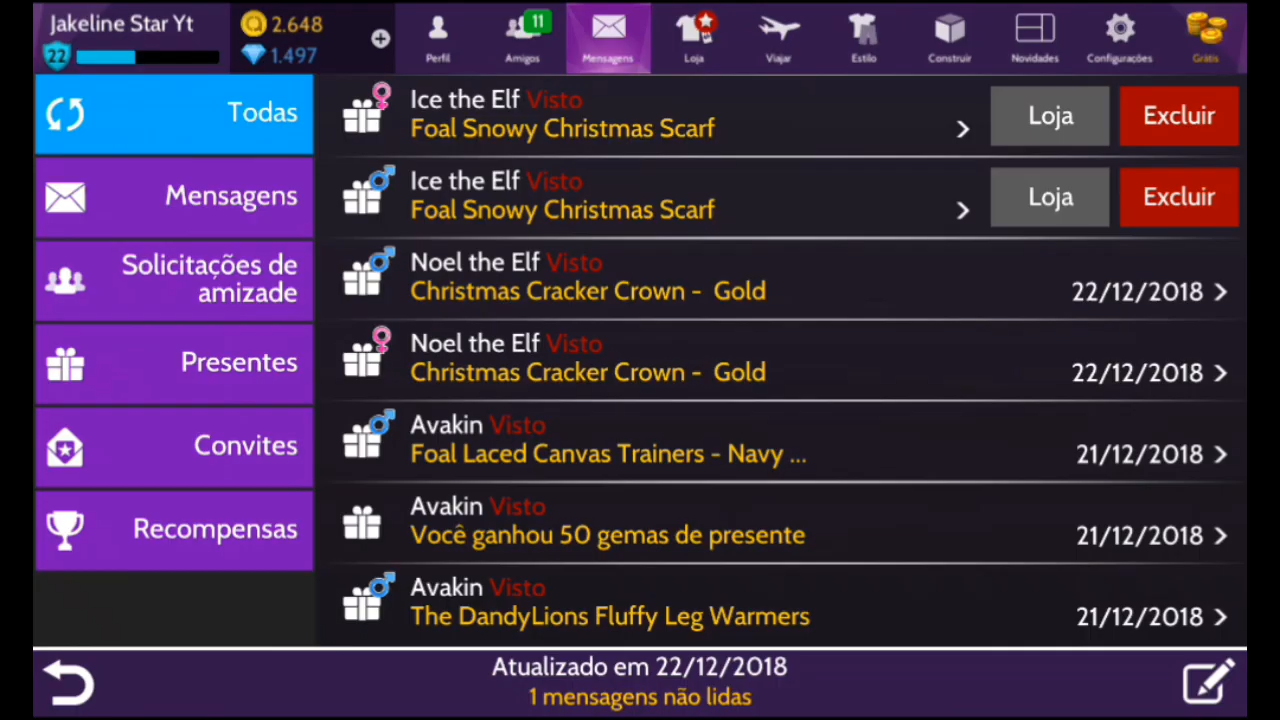 Jakeline Star Yt
22
2.648
1.497
Perfil
11
Amigos
Mensagens
Loja
Viajar
Estilo
Construir
Novidades
Configurações
Grátis
Todas
Mensagens
Solicitações de
amizade
Presentes
Convites
Recompensas
Ice the Elf Visto
Foal Snowy Christmas Scarf
Loja
Excluir
Ice the Elf Visto
Foal Snowy Christmas Scarf
Loja
Excluir
Noel the Elf Visto
Christmas Cracker Crown - Gold
22/12/2018
Noel the Elf Visto
Christmas Cracker Crown - Gold
22/12/2018
Avakin Visto
Foal Laced Canvas Trainers - Navy ...
21/12/2018
Avakin Visto
Você ganhou 50 gemas de presente
21/12/2018
Avakin Visto
The DandyLions Fluffy Leg Warmers
21/12/2018
Atualizado em 22/12/2018
1 mensagens não lidas